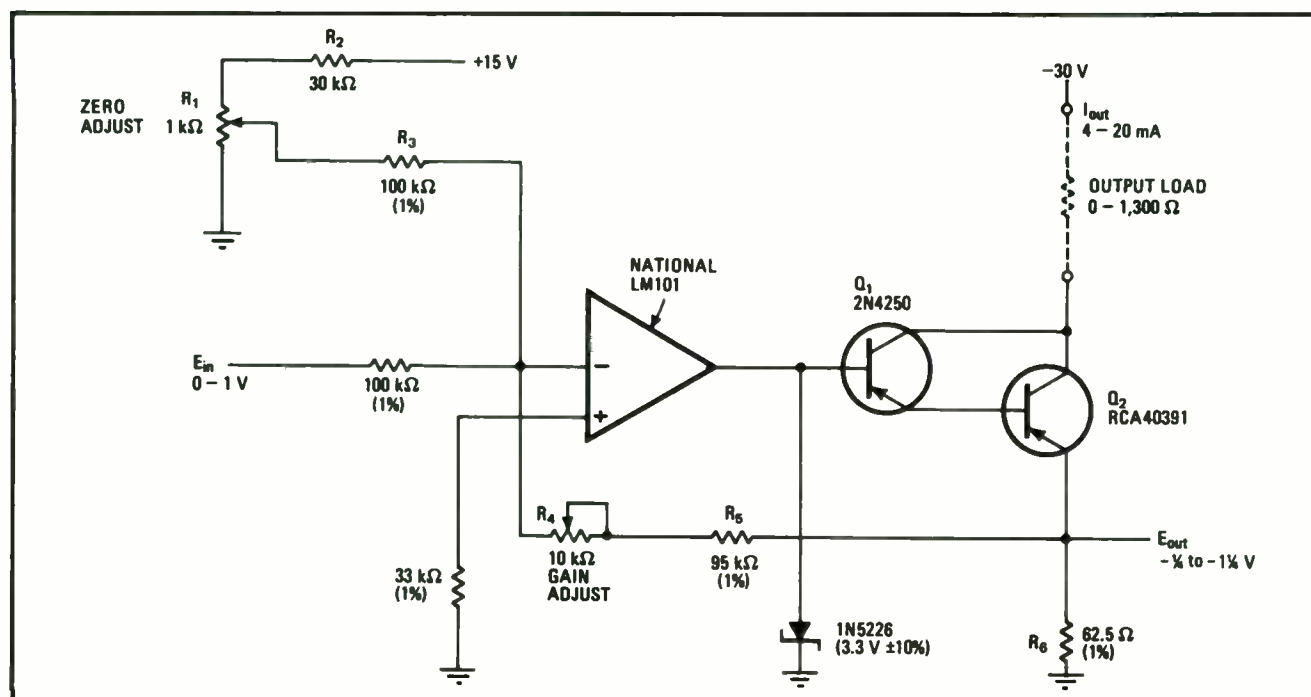 R2
30 kΩ
+15 V
ZERO
ADJUST
R1
1 kΩ
R3
100 kΩ
(1%)
−30 V
Iout
4 – 20 mA
OUTPUT LOAD
0 – 1,300 Ω
NATIONAL
LM101
Q1
2N4250
Ein
0 – 1 V
100 kΩ
(1%)
−
+
Q2
RCA40391
R4
10 kΩ
GAIN
ADJUST
R5
95 kΩ
(1%)
Eout
-¼ to -1¼ V
33 kΩ
(1%)
1N5226
(3.3 V ±10%)
R6
62.5 Ω
(1%)